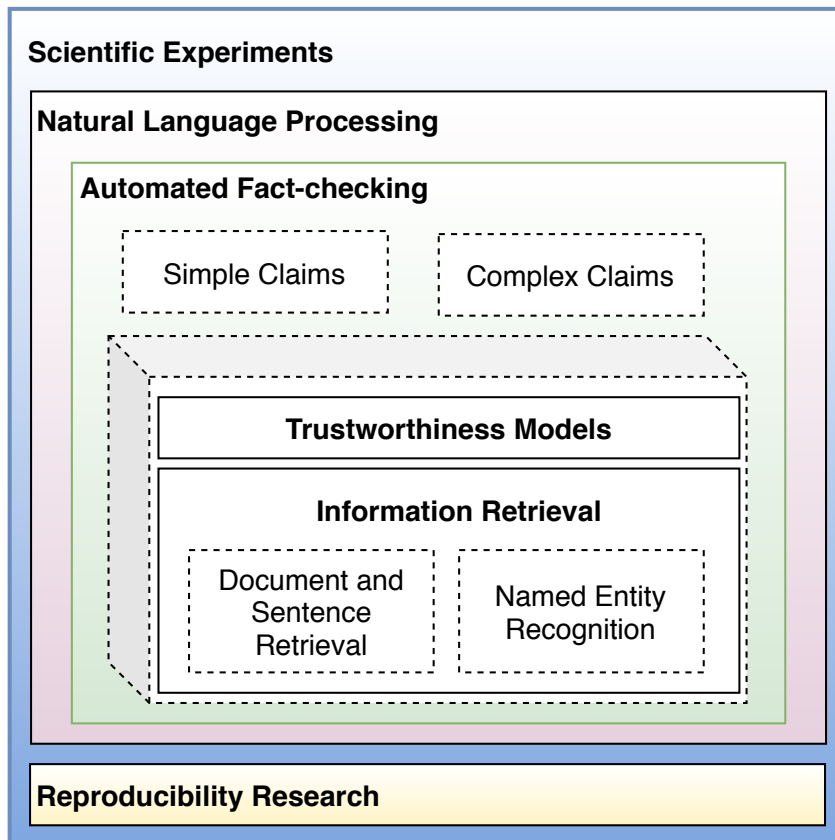 Scientific Experiments
Natural Language Processing
Automated Fact-checking
Simple Claims
Complex Claims
Trustworthiness Models
Information Retrieval
Document and
Sentence
Retrieval
Named Entity
Recognition
Reproducibility Research